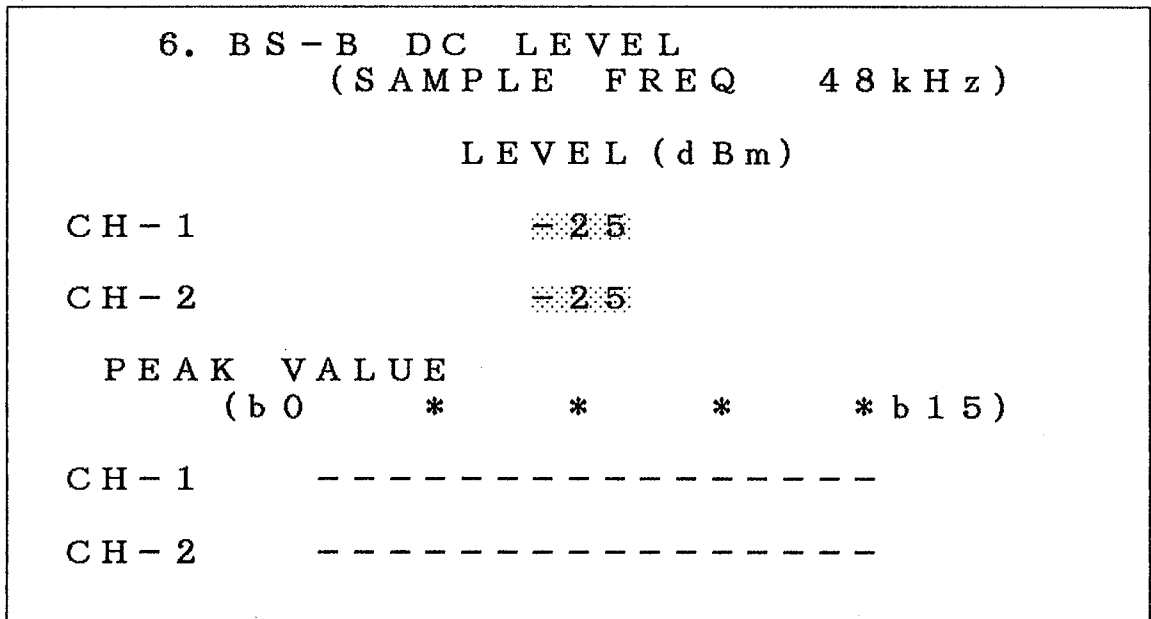 6. BS-B DC LEVEL
(SAMPLE FREQ 48kHz)
LEVEL(dBm)
CH-1 -25
CH-2 -25
PEAK VALUE
(b0 * * * *b15)
CH-1 ----------------
CH-2 ----------------